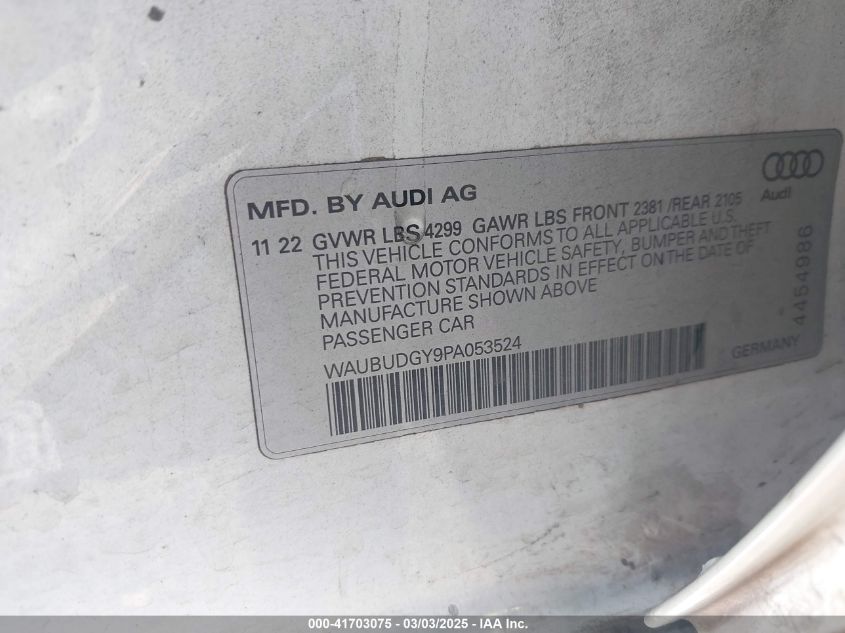 MFD. BY AUDI AG
Audi
11 22 GVWR LBS 4299 GAWR LBS FRONT 2381 /REAR 2105
THIS VEHICLE CONFORMS TO ALL APPLICABLE U.S.
FEDERAL MOTOR VEHICLE SAFETY, BUMPER AND THEFT
PREVENTION STANDARDS IN EFFECT ON THE DATE OF
MANUFACTURE SHOWN ABOVE
PASSENGER CAR
WAUBUDGY9PA053524
GERMANY
4454986
000-41703075 - 03/03/2025 - IAA Inc.